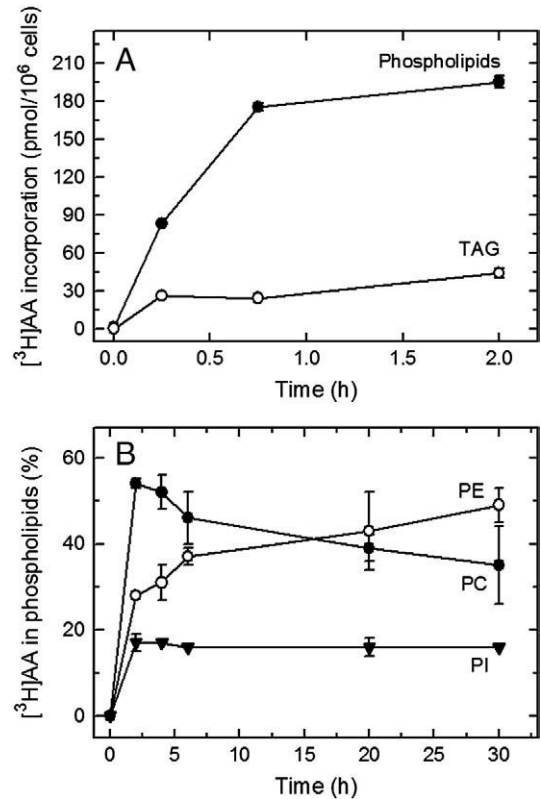 A
Phospholipids
TAG
210
180
150
120
90
60
30
0
[³H]AA incorporation (pmol/10⁶ cells)
0.0 0.5 1.0 1.5 2.0
Time (h)
B
PE
PC
PI
60
40
20
0
[³H]AA in phospholipids (%)
0 5 10 15 20 25 30
Time (h)